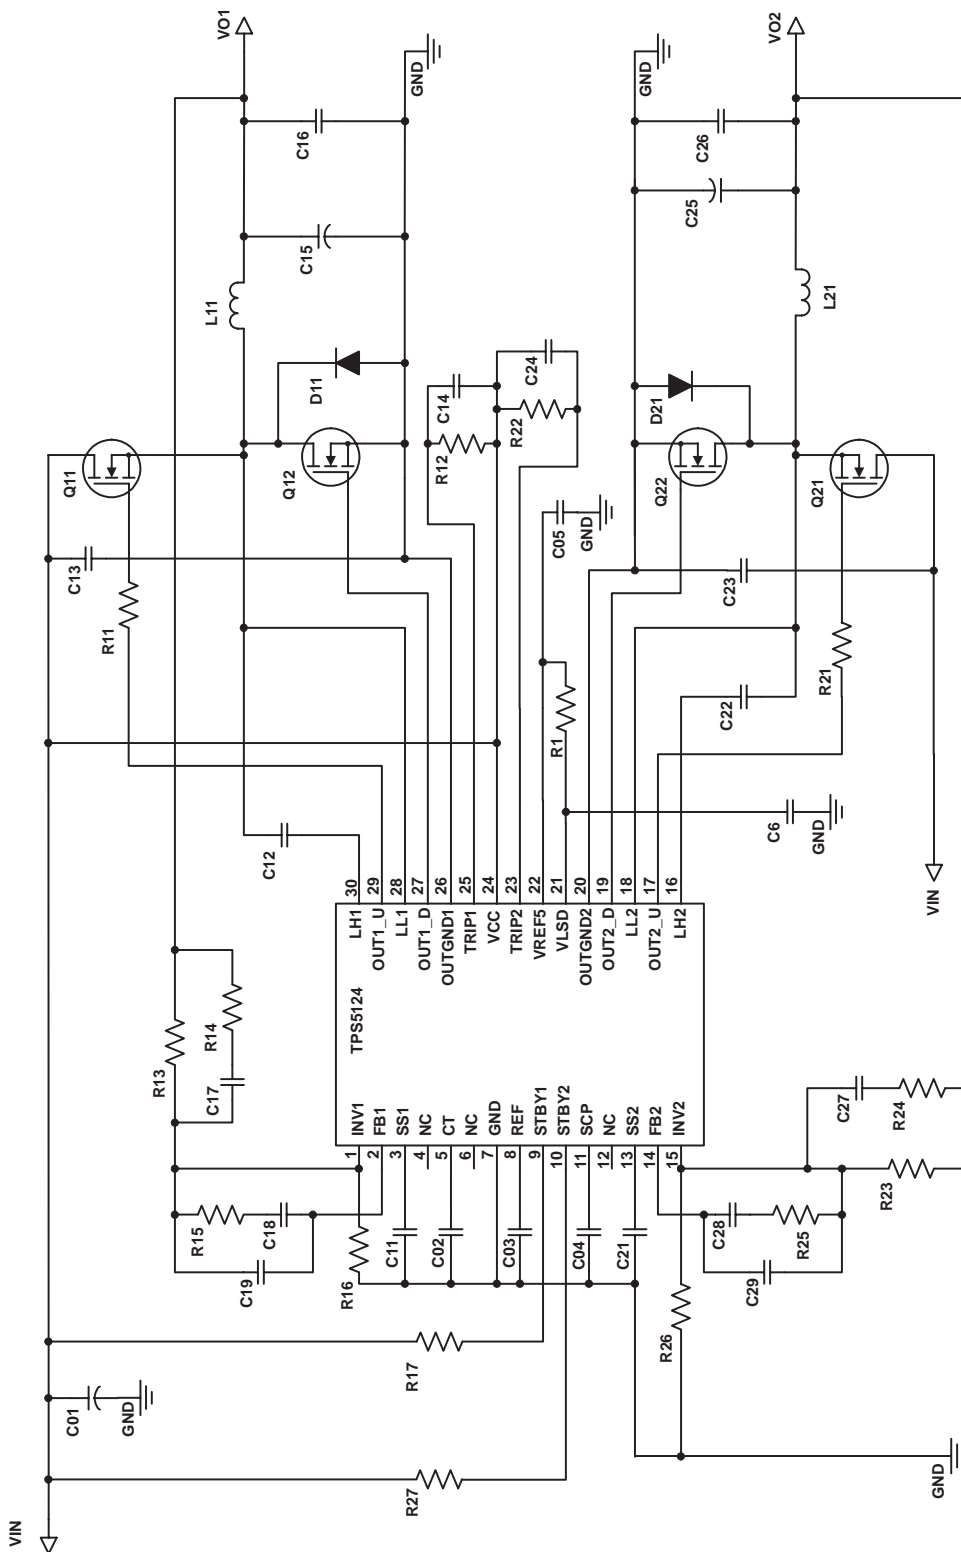 VIN
VO1
VO2
GND
GND
C16
C26
C15
C25
L11
L21
D11
D21
Q11
Q12
Q22
Q21
C14
R12
C24
R22
C13
R11
C05
GND
C23
R21
R1
C22
C12
C6
GND
VIN
TPS5124
LH1
30
OUT1_U
29
LL1
28
OUT1_D
27
OUTGND1
26
TRIP1
25
VCC
24
TRIP2
23
VREF5
22
VLSD
21
OUTGND2
20
OUT2_D
19
LL2
18
OUT2_U
17
LH2
16
INV1
1
FB1
2
SS1
3
NC
4
CT
5
NC
6
GND
7
REF
8
STBY1
9
STBY2
10
SCP
11
NC
12
SS2
13
FB2
14
INV2
15
R13
R14
C17
R15
C18
C19
R16
C11
C02
C03
C04
C21
C28
R25
C29
R26
C27
R24
R23
R17
R27
C01
GND
GND